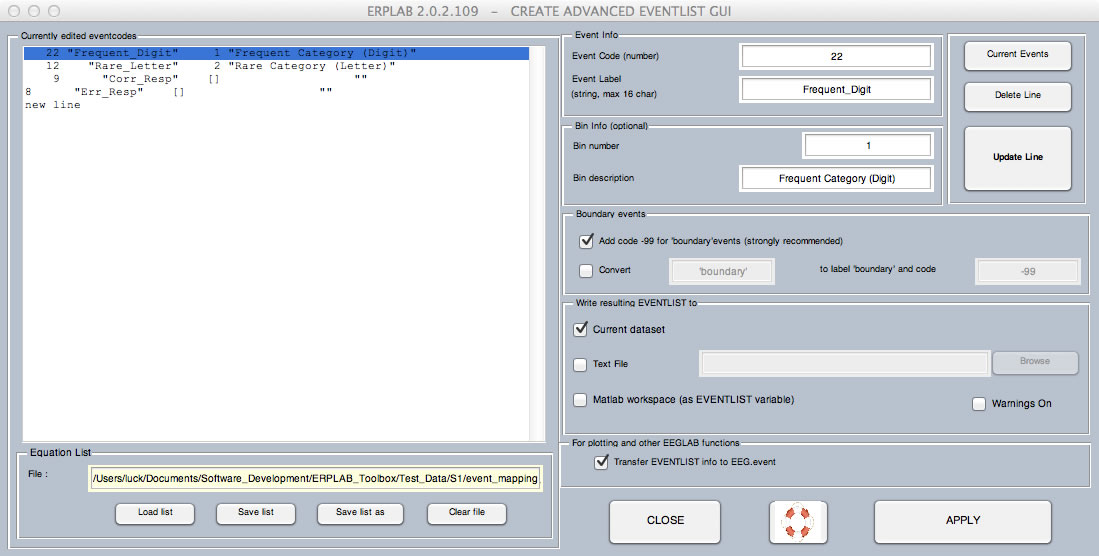 ERPLAB 2.0.2.109 - CREATE ADVANCED EVENTLIST GUI
Currently edited eventcodes
22 "Frequent_Digit" 1 "Frequent Category (Digit)"
12 "Rare_Letter" 2 "Rare Category (Letter)"
9 "Corr_Resp" [] ""
8 "Err_Resp" [] ""
new line
Equation List
File :
/Users/luck/Documents/Software_Development/ERPLAB_Toolbox/Test_Data/S1/event_mapping
Load list Save list Save list as Clear file
Event Info
Event Code (number) 22
Event Label
(string, max 16 char) Frequent_Digit
Bin Info (optional)
Bin number 1
Bin description Frequent Category (Digit)
Current Events
Delete Line
Update Line
Boundary events
Add code -99 for 'boundary'events (strongly recommended)
Convert 'boundary' to label 'boundary' and code -99
Write resulting EVENTLIST to
Current dataset
Text File Browse
Matlab workspace (as EVENTLIST variable) Warnings On
For plotting and other EEGLAB functions
Transfer EVENTLIST info to EEG.event
CLOSE APPLY